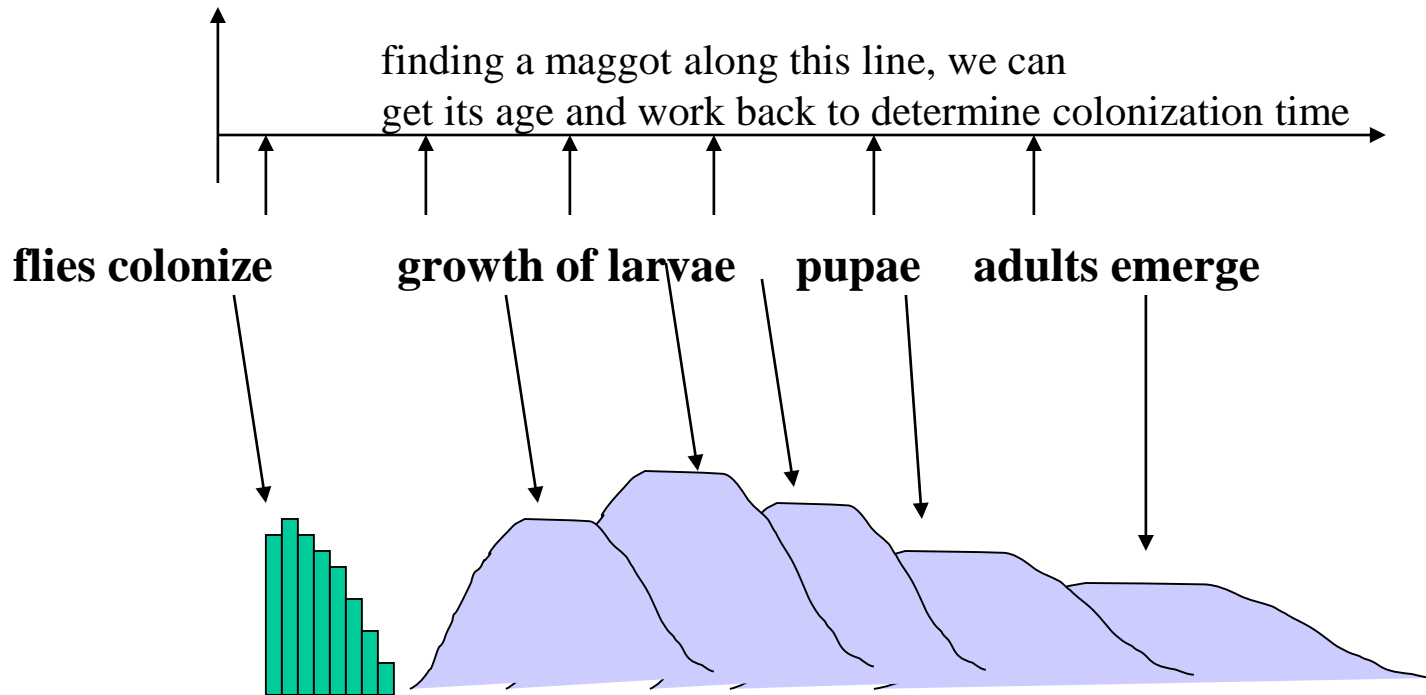 finding a maggot along this line, we can
get its age and work back to determine colonization time
flies colonize growth of larvae pupae adults emerge